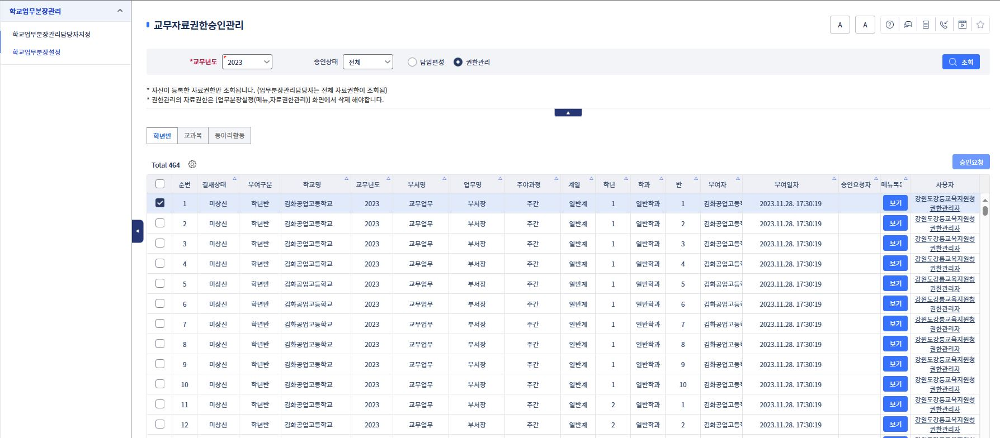 학교업무분장관리
학교업무분장관리담당자지정
학교업무분장설정
교무자료권한승인관리
A A
*교무년도 2023 승인상태 전체 담임편성 권한관리 조회
* 자신이 등록한 자료권한만 조회됩니다. (업무분장관리담당자는 전체 자료권한이 조회됨)
* 권한관리의 자료권한은 [업무분장설정(메뉴,자료권한관리)] 화면에서 삭제 해야합니다.
학년반 교과목 동아리활동
Total 464
승인요청
순번 결재상태 부여구분 학교명 교무년도 부서명 업무명 주야과정 계열 학년 학과 반 부여자 부여일자 승인요청자 메뉴목 사용자
1 미상신 학년반 김화공업고등학교 2023 교무업무 부서장 주간 일반계 1 일반학과 1 김화공업고등 2023.11.28. 17:30:19 보기 강원도강릉교육지원청
권한관리자
2 미상신 학년반 김화공업고등학교 2023 교무업무 부서장 주간 일반계 1 일반학과 2 김화공업고등 2023.11.28. 17:30:19 보기 강원도강릉교육지원청
권한관리자
3 미상신 학년반 김화공업고등학교 2023 교무업무 부서장 주간 일반계 1 일반학과 3 김화공업고등 2023.11.28. 17:30:19 보기 강원도강릉교육지원청
권한관리자
4 미상신 학년반 김화공업고등학교 2023 교무업무 부서장 주간 일반계 1 일반학과 4 김화공업고등 2023.11.28. 17:30:19 보기 강원도강릉교육지원청
권한관리자
5 미상신 학년반 김화공업고등학교 2023 교무업무 부서장 주간 일반계 1 일반학과 5 김화공업고등 2023.11.28. 17:30:19 보기 강원도강릉교육지원청
권한관리자
6 미상신 학년반 김화공업고등학교 2023 교무업무 부서장 주간 일반계 1 일반학과 6 김화공업고등 2023.11.28. 17:30:19 보기 강원도강릉교육지원청
권한관리자
7 미상신 학년반 김화공업고등학교 2023 교무업무 부서장 주간 일반계 1 일반학과 7 김화공업고등 2023.11.28. 17:30:19 보기 강원도강릉교육지원청
권한관리자
8 미상신 학년반 김화공업고등학교 2023 교무업무 부서장 주간 일반계 1 일반학과 8 김화공업고등 2023.11.28. 17:30:19 보기 강원도강릉교육지원청
권한관리자
9 미상신 학년반 김화공업고등학교 2023 교무업무 부서장 주간 일반계 1 일반학과 9 김화공업고등 2023.11.28. 17:30:19 보기 강원도강릉교육지원청
권한관리자
10 미상신 학년반 김화공업고등학교 2023 교무업무 부서장 주간 일반계 1 일반학과 10 김화공업고등 2023.11.28. 17:30:19 보기 강원도강릉교육지원청
권한관리자
11 미상신 학년반 김화공업고등학교 2023 교무업무 부서장 주간 일반계 2 일반학과 1 김화공업고등 2023.11.28. 17:30:19 보기 강원도강릉교육지원청
권한관리자
12 미상신 학년반 김화공업고등학교 2023 교무업무 부서장 주간 일반계 2 일반학과 2 김화공업고등 2023.11.28. 17:30:19 보기 강원도강릉교육지원청
권한관리자